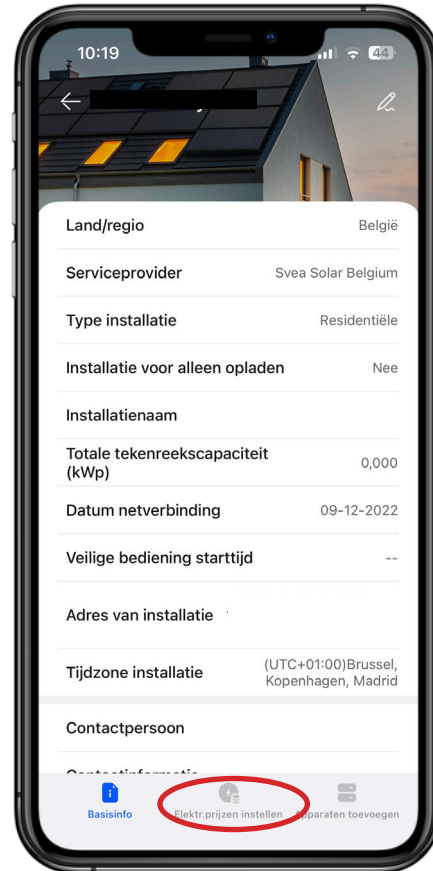 10:19
44
Land/regio België
Serviceprovider Svea Solar Belgium
Type installatie Residentiële
Installatie voor alleen opladen Nee
Installatienaam
Totale tekenreekscapaciteit
(kWp) 0,000
Datum netverbinding 09-12-2022
Veilige bediening starttijd --
Adres van installatie
Tijdzone installatie (UTC+01:00)Brussel,
Kopenhagen, Madrid
Contactpersoon
Contactinformatie
Basisinfo Elektr.prijzen instellen Apparaten toevoegen